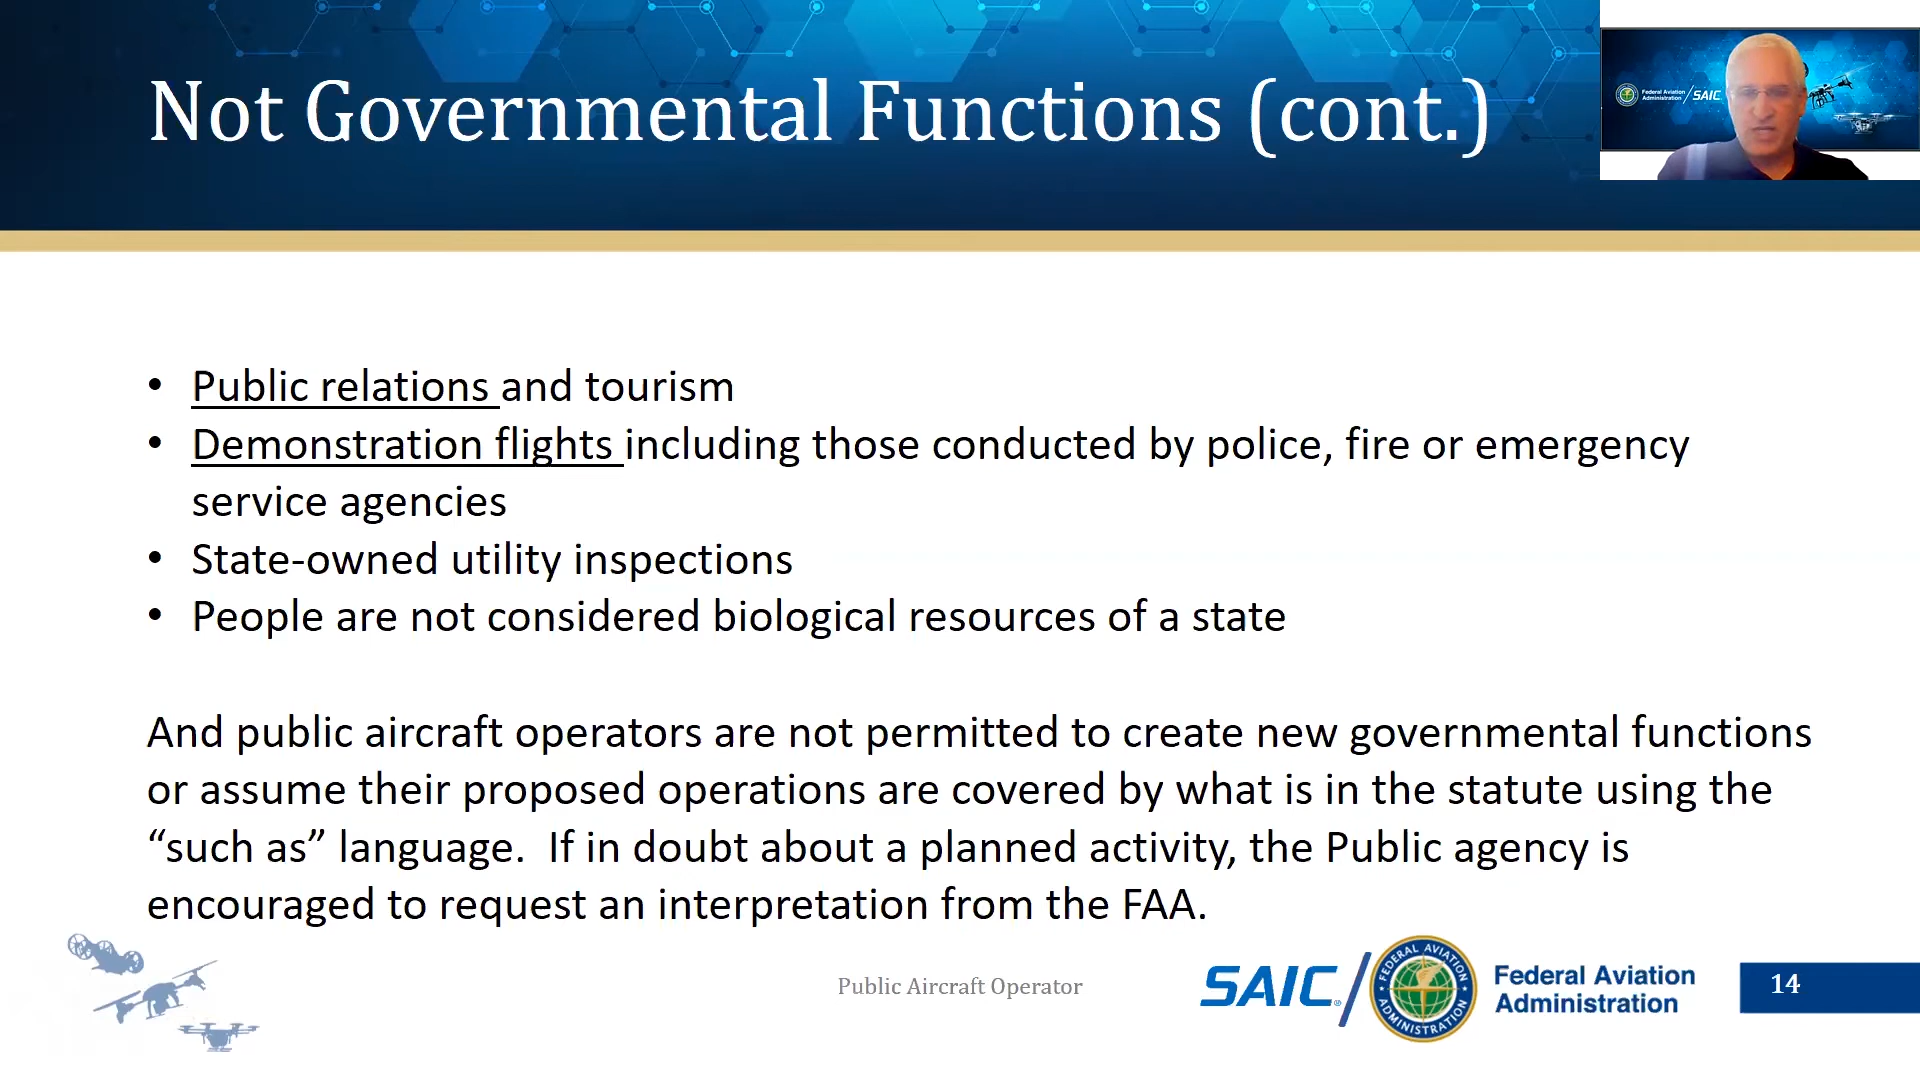 Not Governmental Functions (cont.)
Federal Aviation
Administration
SAIC
• Public relations and tourism
• Demonstration flights including those conducted by police, fire or emergency
service agencies
• State-owned utility inspections
• People are not considered biological resources of a state
And public aircraft operators are not permitted to create new governmental functions
or assume their proposed operations are covered by what is in the statute using the
“such as” language.  If in doubt about a planned activity, the Public agency is
encouraged to request an interpretation from the FAA.
Public Aircraft Operator
SAIC®
FEDERAL AVIATION
ADMINISTRATION
Federal Aviation
Administration
14